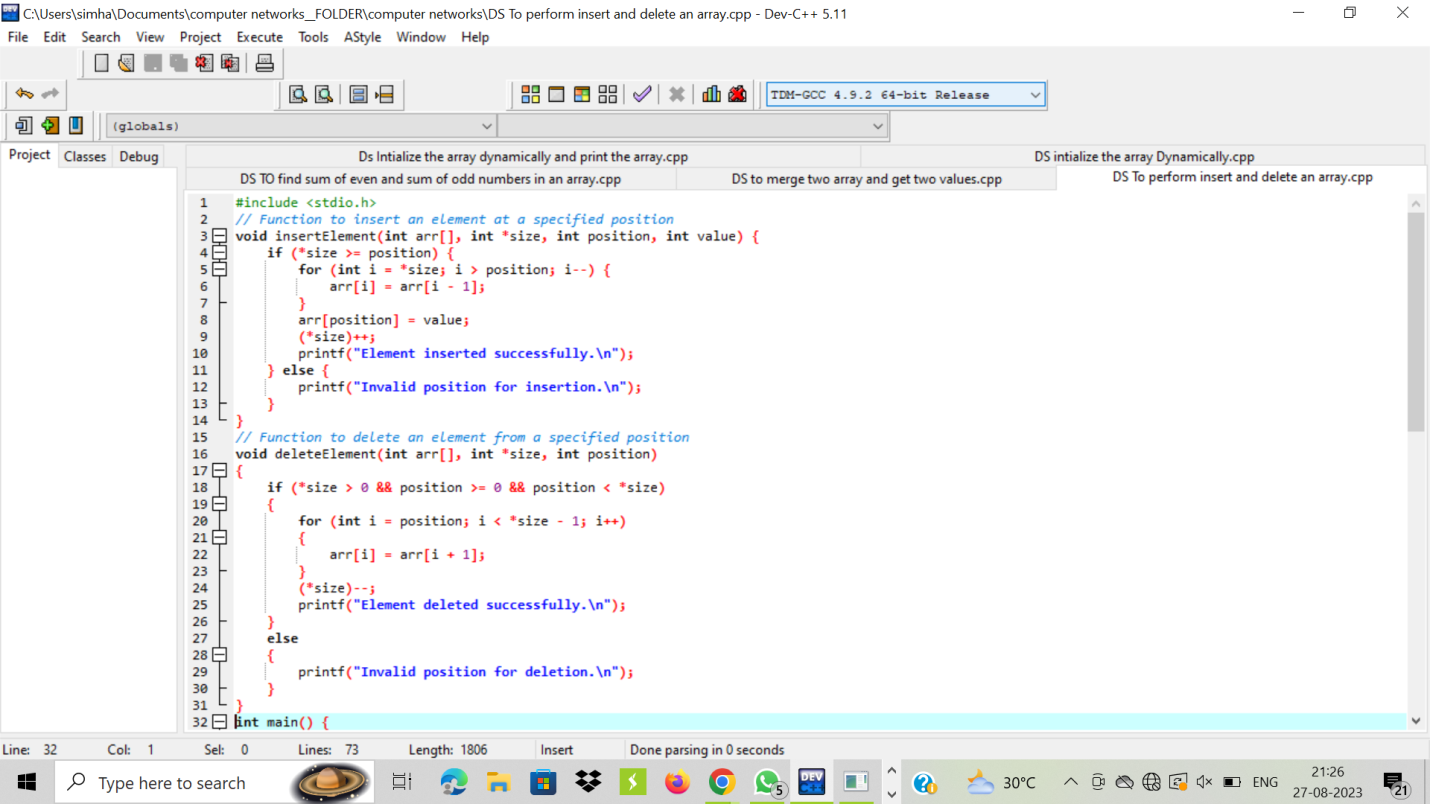 C:\Users\simha\Documents\computer networks_FOLDER\computer networks\DS To perform insert and delete an array.cpp - Dev-C++ 5.11
File Edit Search View Project Execute Tools AStyle Window Help
TDM-GCC 4.9.2 64-bit Release
(globals)
Project Classes Debug
Ds Intialize the array dynamically and print the array.cpp DS intialize the array Dynamically.cpp
DS TO find sum of even and sum of odd numbers in an array.cpp DS to merge two array and get two values.cpp DS To perform insert and delete an array.cpp
1 #include <stdio.h>
2 // Function to insert an element at a specified position
3 void insertElement(int arr[], int *size, int position, int value) {
4 if (*size >= position) {
5 for (int i = *size; i > position; i--) {
6 arr[i] = arr[i - 1];
7 }
8 arr[position] = value;
9 (*size)++;
10 printf("Element inserted successfully.\n");
11 } else {
12 printf("Invalid position for insertion.\n");
13 }
14 }
15 // Function to delete an element from a specified position
16 void deleteElement(int arr[], int *size, int position)
17 {
18 if (*size > 0 && position >= 0 && position < *size)
19 {
20 for (int i = position; i < *size - 1; i++)
21 {
22 arr[i] = arr[i + 1];
23 }
24 (*size)--;
25 printf("Element deleted successfully.\n");
26 }
27 else
28 {
29 printf("Invalid position for deletion.\n");
30 }
31 }
32 int main() {
Line: 32 Col: 1 Sel: 0 Lines: 73 Length: 1806 Insert Done parsing in 0 seconds
Type here to search
DEV
5
30°C
ENG
21:26
27-08-2023
21